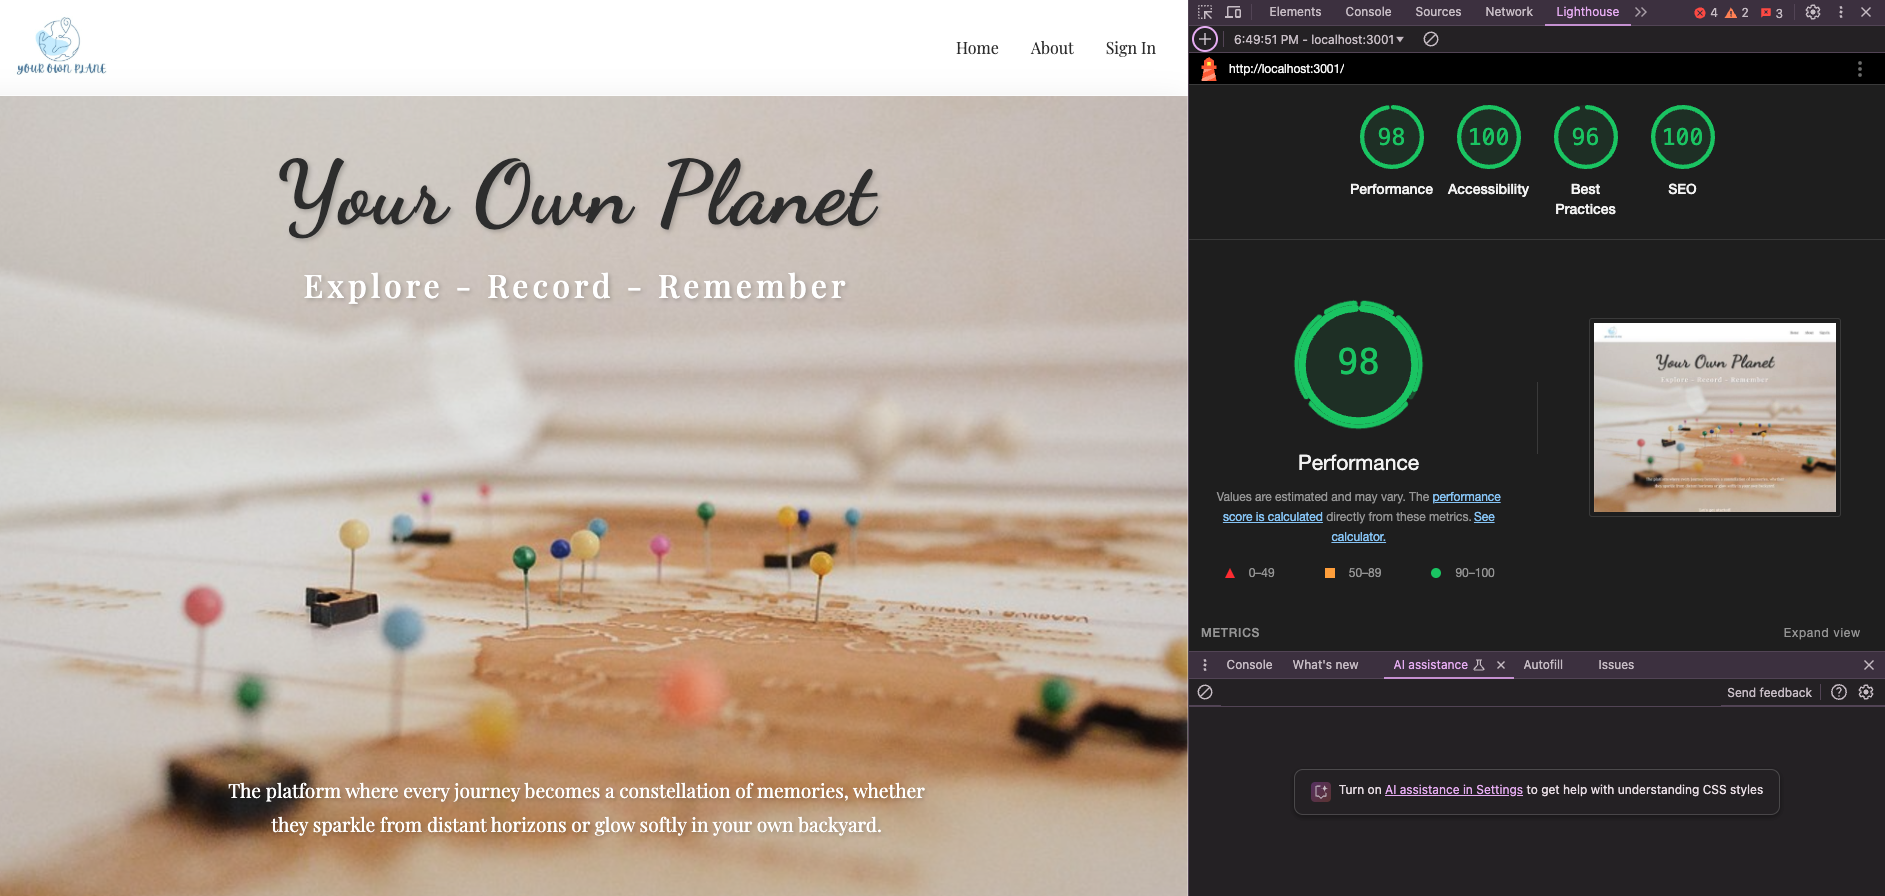 YOUR OWN PLANE
Home About Sign In
Your Own Planet
Explore - Record - Remember
The platform where every journey becomes a constellation of memories, whether
they sparkle from distant horizons or glow softly in your own backyard.
Elements Console Sources Network Lighthouse 4 2 3
6:49:51 PM - localhost:3001
http://localhost:3001/
98 100 96 100
Performance Accessibility Best Practices SEO
98
Performance
Values are estimated and may vary. The performance
score is calculated directly from these metrics. See
calculator.
0–49 50–89 90–100
Your Own Planet
Explore - Record - Remember
METRICS Expand view
Console What's new AI assistance Autofill Issues
Send feedback
Turn on AI assistance in Settings to get help with understanding CSS styles